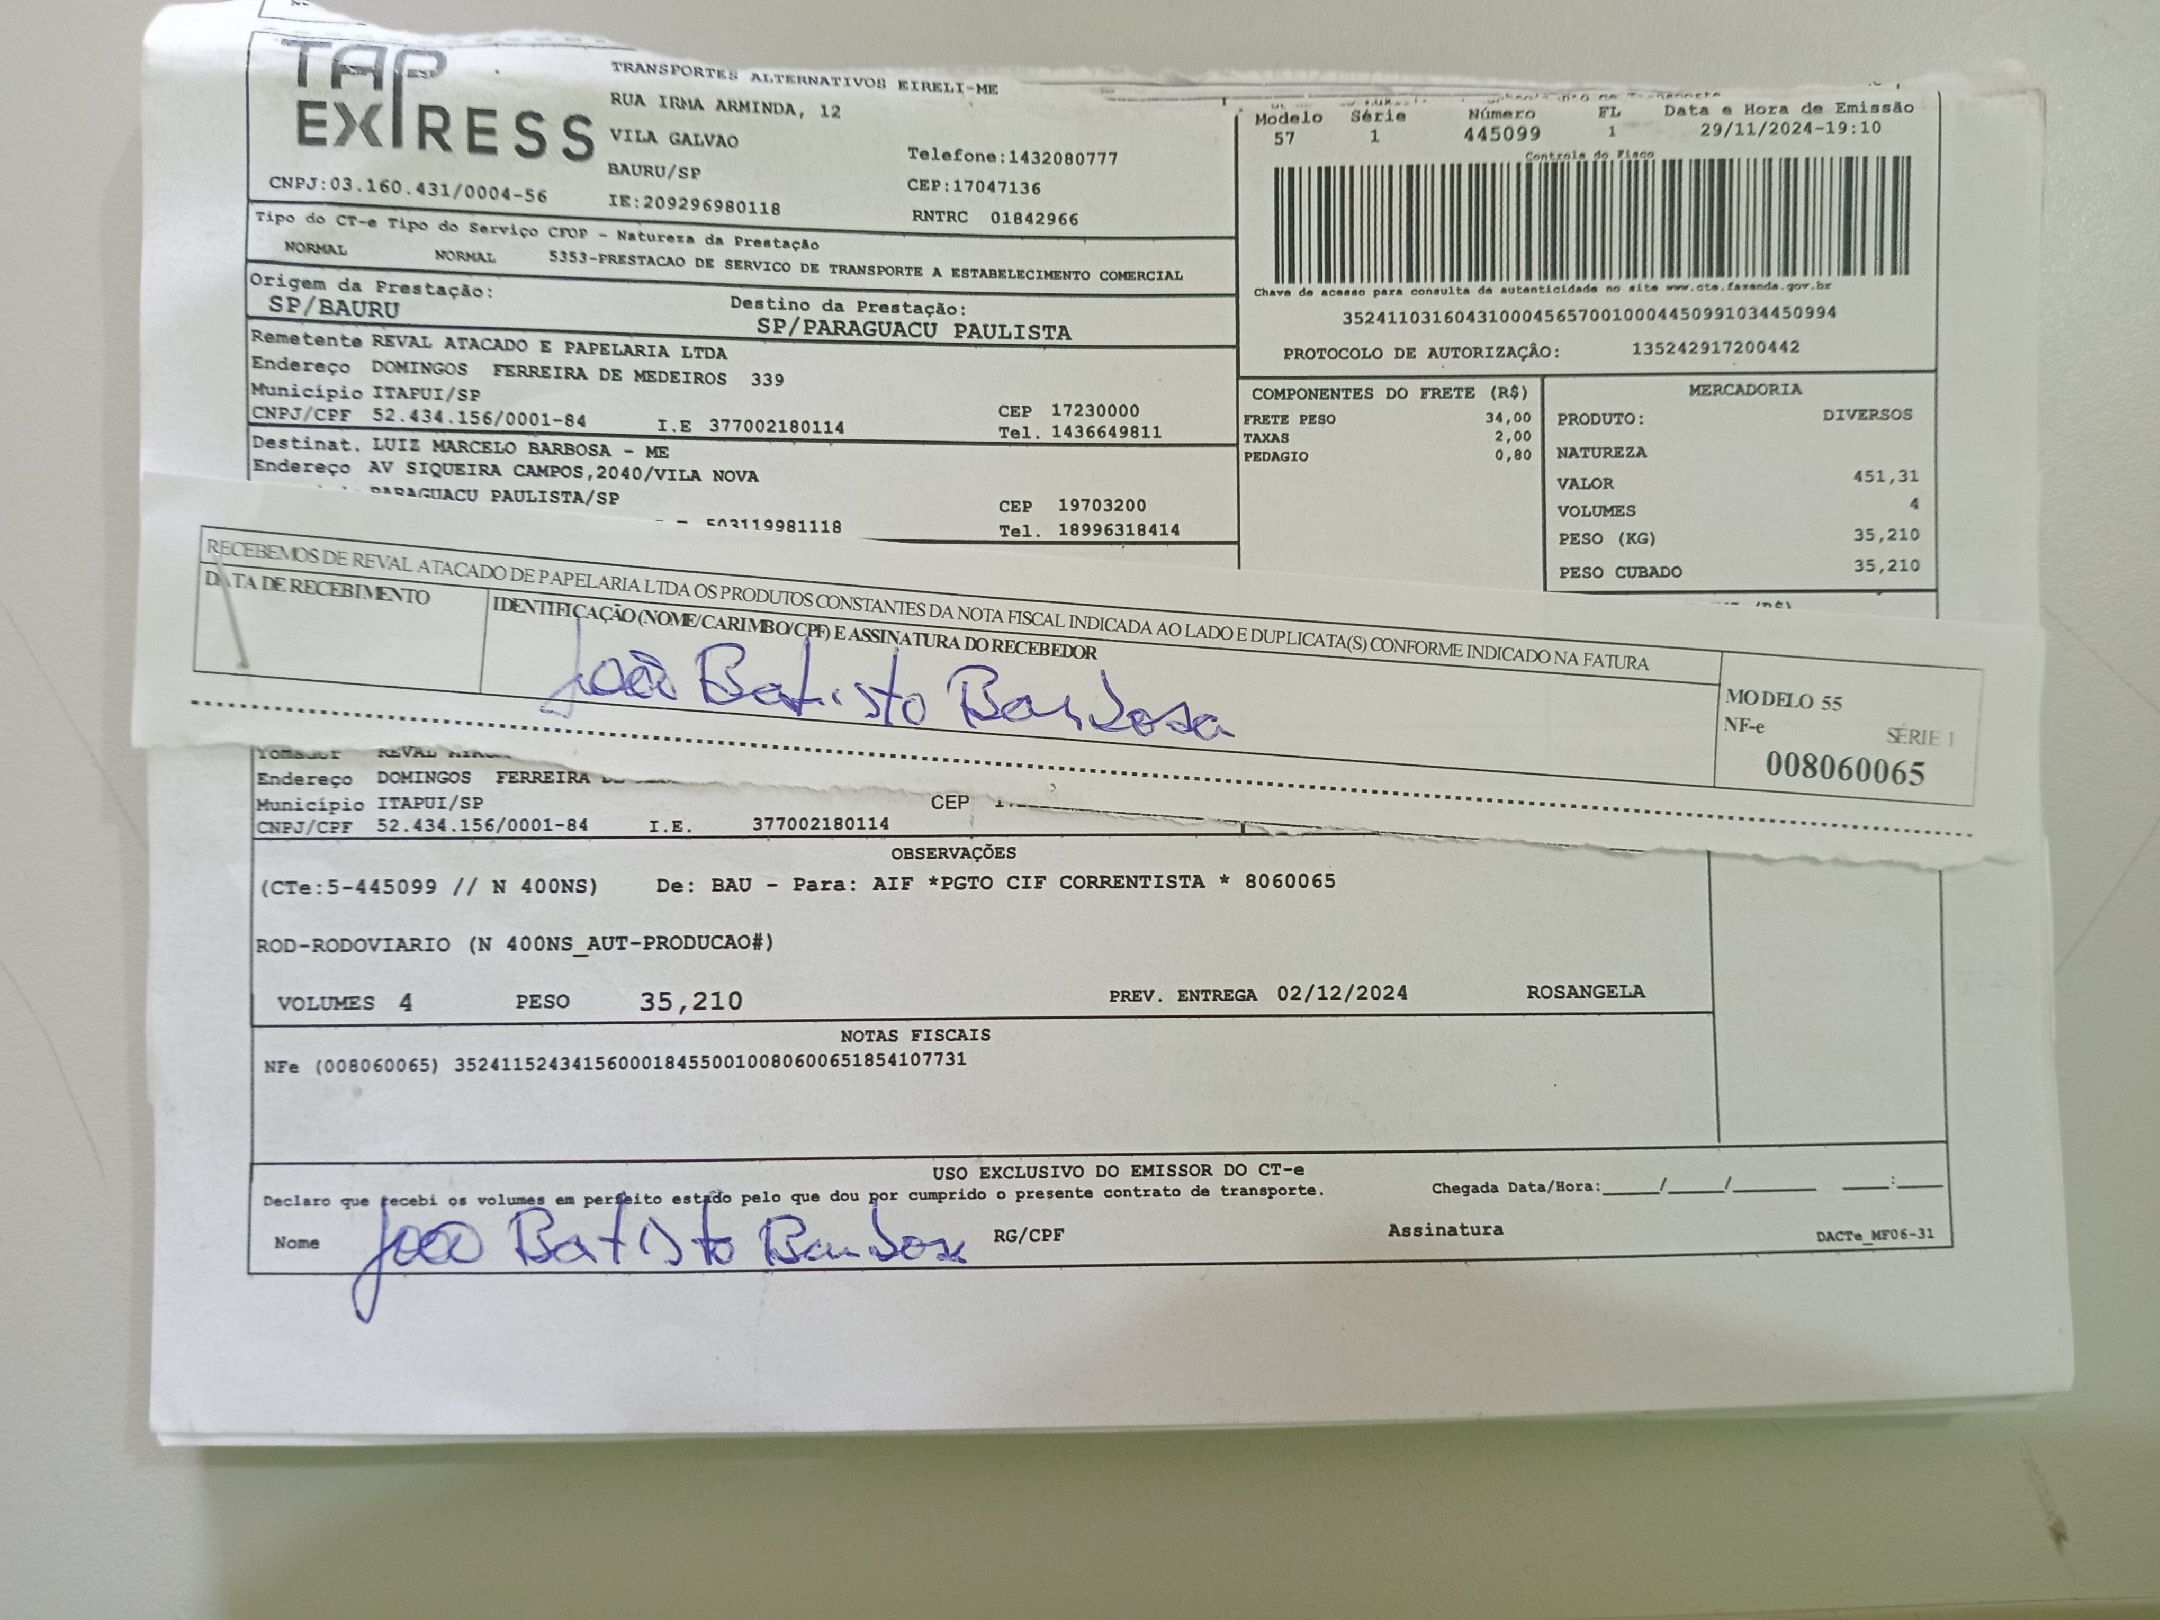 TAP
EXPRESS
TRANSPORTES ALTERNATIVOS EIRELI-ME
RUA IRMA ARMINDA, 12
VILA GALVAO
BAURU/SP
Telefone:1432080777
CEP:17047136
CNPJ:03.160.431/0004-56
IE:209296980118
RNTRC 01842966
Modelo Série Número FL Data e Hora de Emissão
57 1 445099 1 29/11/2024-19:10
Controle do Fisco
Chave de acesso para consulta de autenticidade no site www.cte.fazenda.gov.br
35241103160431000456570010004450991034450994
PROTOCOLO DE AUTORIZAÇÃO: 135242917200442
Tipo do CT-e Tipo do Serviço CFOP - Natureza da Prestação
NORMAL NORMAL 5353-PRESTACAO DE SERVICO DE TRANSPORTE A ESTABELECIMENTO COMERCIAL
Origem da Prestação: Destino da Prestação:
SP/BAURU SP/PARAGUACU PAULISTA
Remetente REVAL ATACADO E PAPELARIA LTDA
Endereço DOMINGOS FERREIRA DE MEDEIROS 339
Município ITAPUI/SP CEP 17230000
CNPJ/CPF 52.434.156/0001-84 I.E 377002180114 Tel. 1436649811
Destinat. LUIZ MARCELO BARBOSA - ME
Endereço AV SIQUEIRA CAMPOS,2040/VILA NOVA
PARAGUACU PAULISTA/SP CEP 19703200
503119981118 Tel. 18996318414
COMPONENTES DO FRETE (R$)
FRETE PESO 34,00
TAXAS 2,00
PEDAGIO 0,80
MERCADORIA
PRODUTO: DIVERSOS
NATUREZA
VALOR 451,31
VOLUMES 4
PESO (KG) 35,210
PESO CUBADO 35,210
RECEBEMOS DE REVAL ATACADO DE PAPELARIA LTDA OS PRODUTOS CONSTANTES DA NOTA FISCAL INDICADA AO LADO E DUPLICATA(S) CONFORME INDICADO NA FATURA
DATA DE RECEBIMENTO
IDENTIFICAÇÃO (NOME/CARIMBO/CPF) E ASSINATURA DO RECEBEDOR
João Batisto Barbosa
MODELO 55
NF-e SÉRIE 1
008060065
Tomador REVAL
Endereço DOMINGOS FERREIRA
Município ITAPUI/SP CEP
CNPJ/CPF 52.434.156/0001-84 I.E. 377002180114
OBSERVAÇÕES
(CTe:5-445099 // N 400NS) De: BAU - Para: AIF *PGTO CIF CORRENTISTA * 8060065
ROD-RODOVIARIO (N 400NS_AUT-PRODUCAO#)
VOLUMES 4 PESO 35,210 PREV. ENTREGA 02/12/2024 ROSANGELA
NOTAS FISCAIS
NFe (008060065) 35241152434156000184550010080600651854107731
USO EXCLUSIVO DO EMISSOR DO CT-e
Declaro que recebi os volumes em perfeito estado pelo que dou por cumprido o presente contrato de transporte. Chegada Data/Hora:_____/_____/_______ ____:____
Nome João Batisto Barbosa RG/CPF Assinatura DACTe_MF06-31